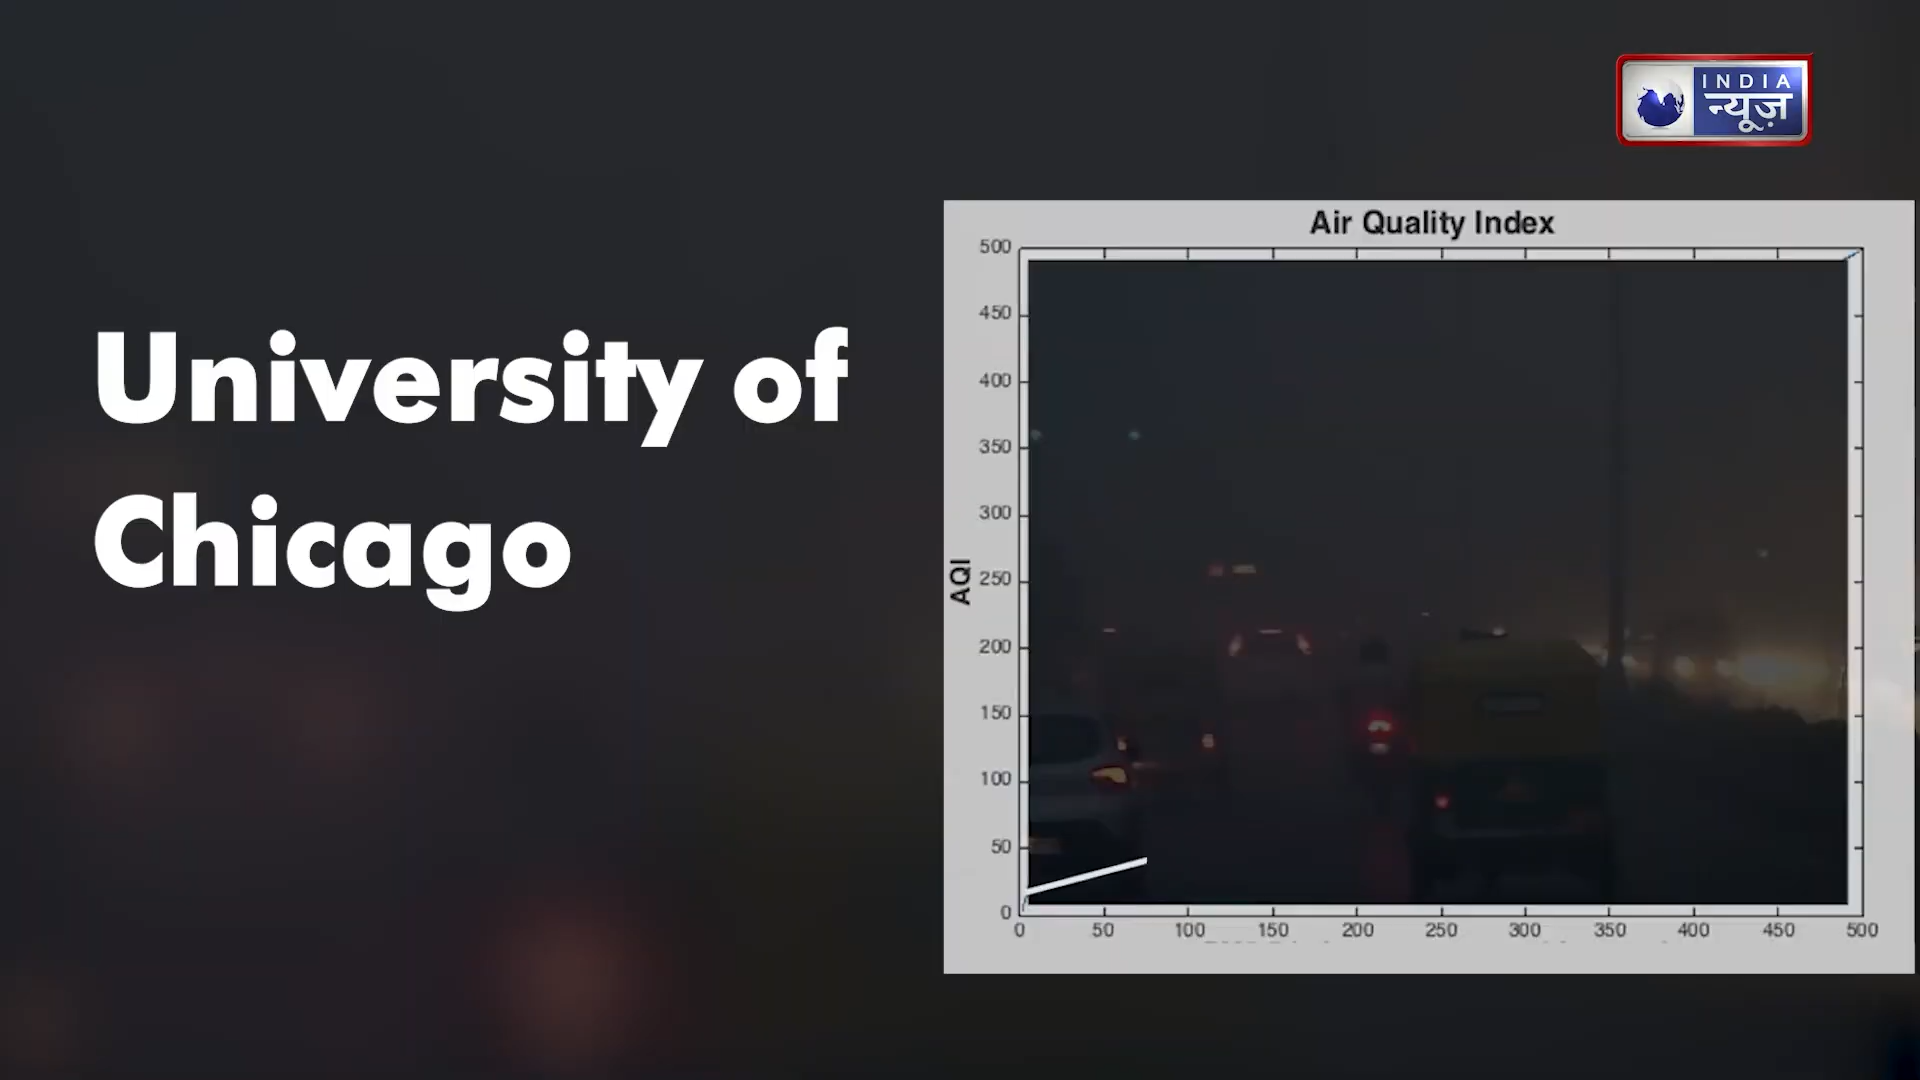 INDIA
न्यूज़
University of
Chicago
Air Quality Index
AQI
500
450
400
350
300
250
200
150
100
50
0
0 50 100 150 200 250 300 350 400 450 500